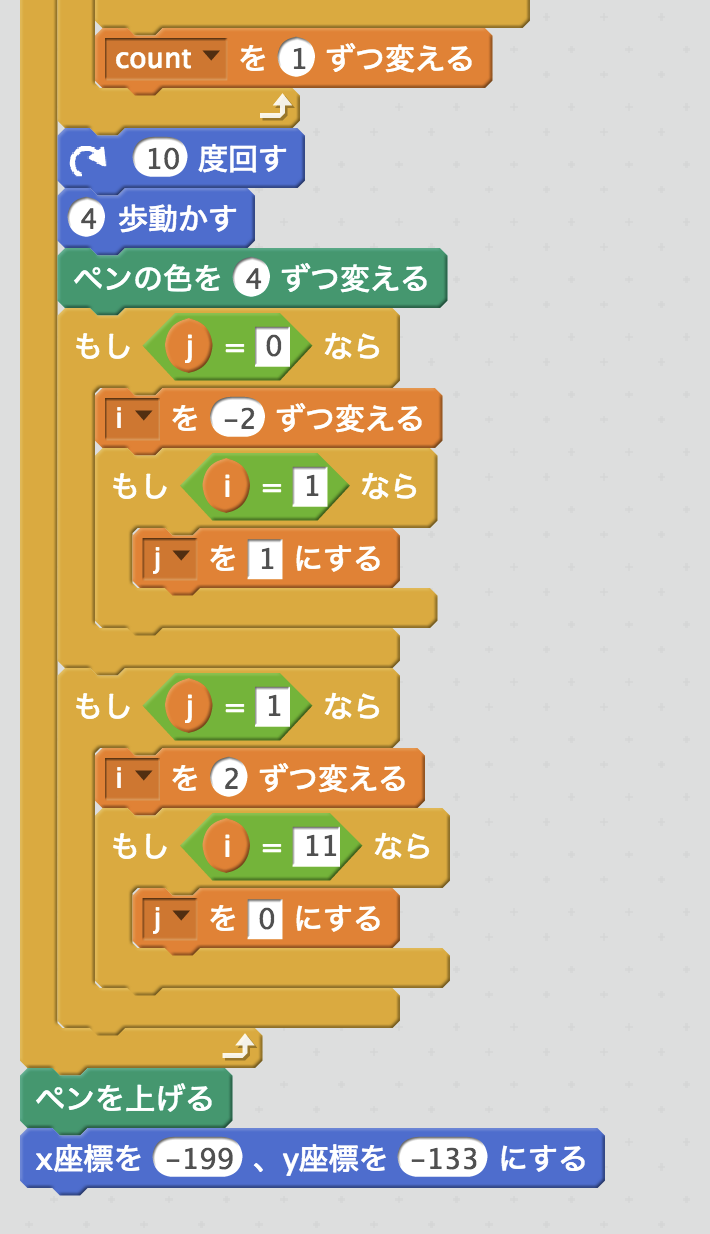 count を 1 ずつ変える
10 度回す
4 歩動かす
ペンの色を 4 ずつ変える
もし j = 0 なら
i を -2 ずつ変える
もし i = 1 なら
j を 1 にする
もし j = 1 なら
i を 2 ずつ変える
もし i = 11 なら
j を 0 にする
ペンを上げる
x座標を -199 、y座標を -133 にする